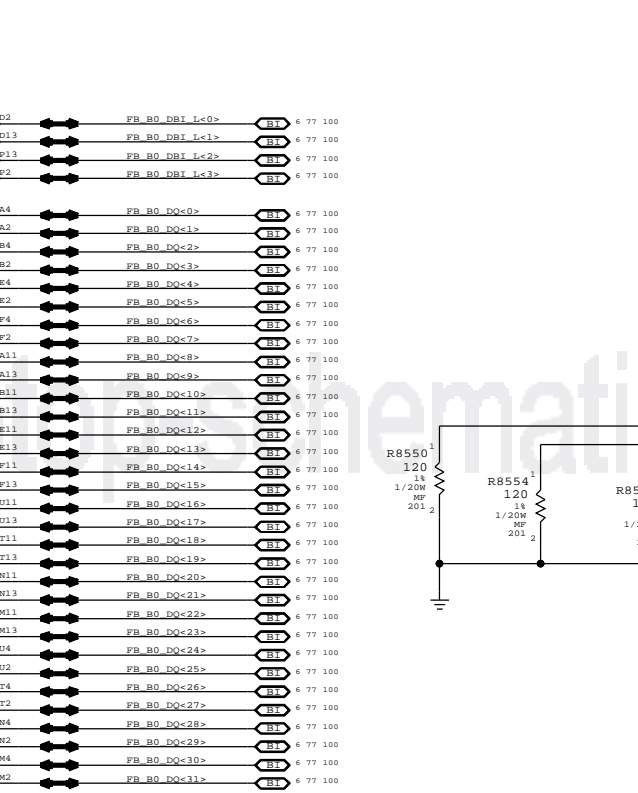 D2 FB_B0_DBI_L<0> BI 6 77 100
D13 FB_B0_DBI_L<1> BI 6 77 100
P13 FB_B0_DBI_L<2> BI 6 77 100
P2 FB_B0_DBI_L<3> BI 6 77 100
A4 FB_B0_DQ<0> BI 6 77 100
A2 FB_B0_DQ<1> BI 6 77 100
B4 FB_B0_DQ<2> BI 6 77 100
B2 FB_B0_DQ<3> BI 6 77 100
E4 FB_B0_DQ<4> BI 6 77 100
E2 FB_B0_DQ<5> BI 6 77 100
F4 FB_B0_DQ<6> BI 6 77 100
F2 FB_B0_DQ<7> BI 6 77 100
A11 FB_B0_DQ<8> BI 6 77 100
A13 FB_B0_DQ<9> BI 6 77 100
B11 FB_B0_DQ<10> BI 6 77 100
B13 FB_B0_DQ<11> BI 6 77 100
E11 FB_B0_DQ<12> BI 6 77 100
E13 FB_B0_DQ<13> BI 6 77 100
F11 FB_B0_DQ<14> BI 6 77 100
F13 FB_B0_DQ<15> BI 6 77 100
U11 FB_B0_DQ<16> BI 6 77 100
U13 FB_B0_DQ<17> BI 6 77 100
T11 FB_B0_DQ<18> BI 6 77 100
T13 FB_B0_DQ<19> BI 6 77 100
N11 FB_B0_DQ<20> BI 6 77 100
N13 FB_B0_DQ<21> BI 6 77 100
M11 FB_B0_DQ<22> BI 6 77 100
M13 FB_B0_DQ<23> BI 6 77 100
U4 FB_B0_DQ<24> BI 6 77 100
U2 FB_B0_DQ<25> BI 6 77 100
T4 FB_B0_DQ<26> BI 6 77 100
T2 FB_B0_DQ<27> BI 6 77 100
N4 FB_B0_DQ<28> BI 6 77 100
N2 FB_B0_DQ<29> BI 6 77 100
M4 FB_B0_DQ<30> BI 6 77 100
M2 FB_B0_DQ<31> BI 6 77 100
top schemati
1
R8550
120
1%
1/20W
MF
201
2
1
R8554
120
1%
1/20W
MF
201
2
R85
1
1/